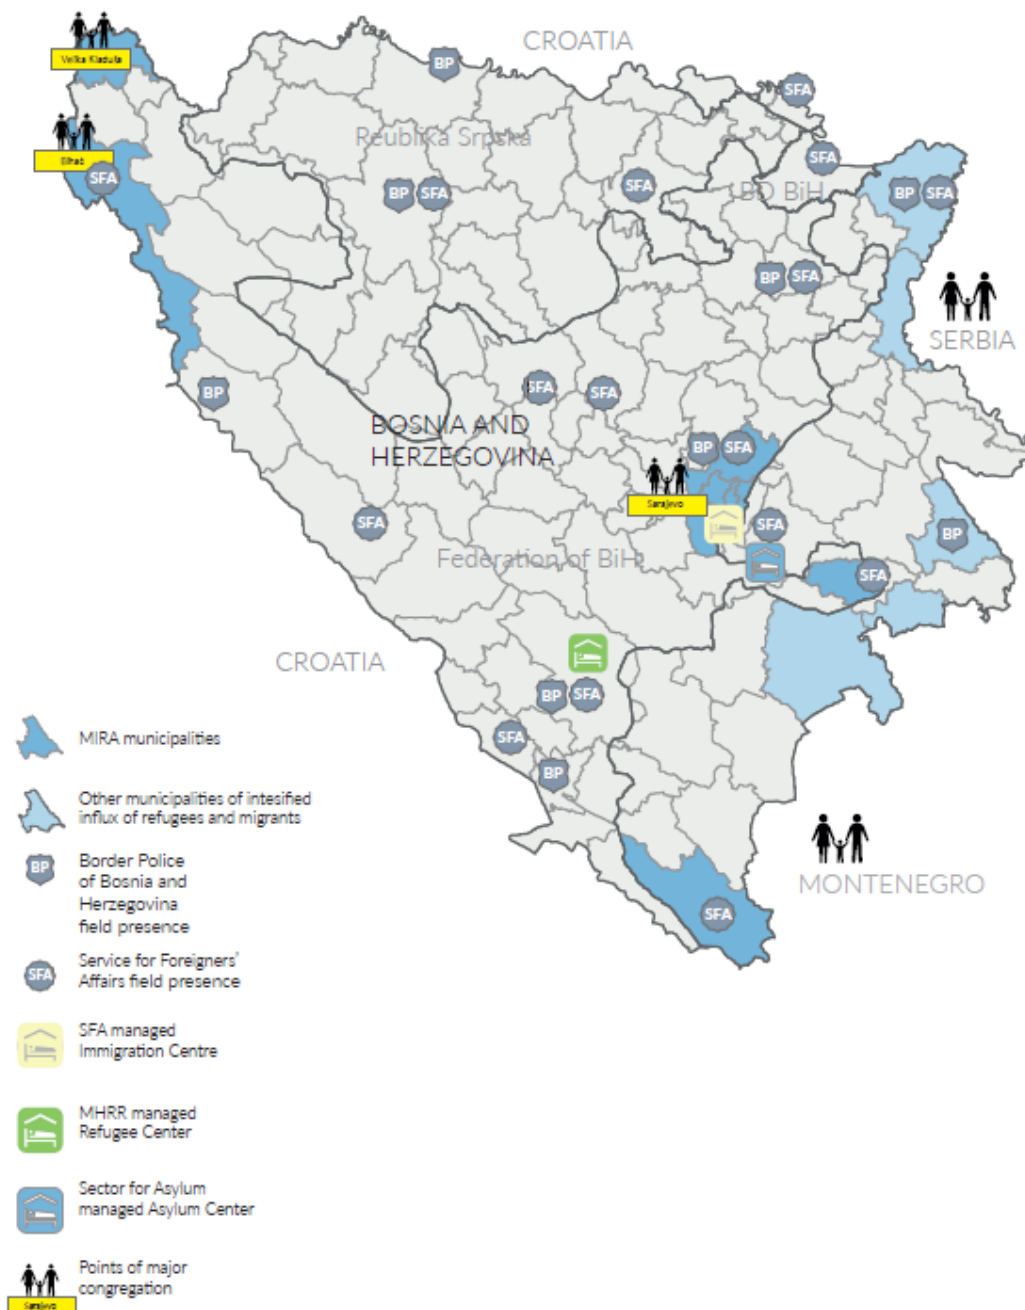 CROATIA
Velika Kladuša
BP
SFA
Reublika Srpska
SFA
Bihać
SFA
BP SFA
SFA
BD BiH
BP SFA
BP SFA
SERBIA
BP
SFA
SFA
BOSNIA AND
HERZEGOVINA
BP SFA
Sarajevo
SFA
SFA
BP
Federation of BiH
SFA
CROATIA
BP SFA
SFA
BP
MONTENEGRO
SFA
MIRA municipalities
Other municipalities of intesified
influx of refugees and migrants
BP
Border Police
of Bosnia and
Herzegovina
field presence
SFA
Service for Foreigners'
Affairs field presence
SFA managed
Immigration Centre
MHRR managed
Refugee Center
Sector for Asylum
managed Asylum Center
Points of major
congregation
Sarajevo